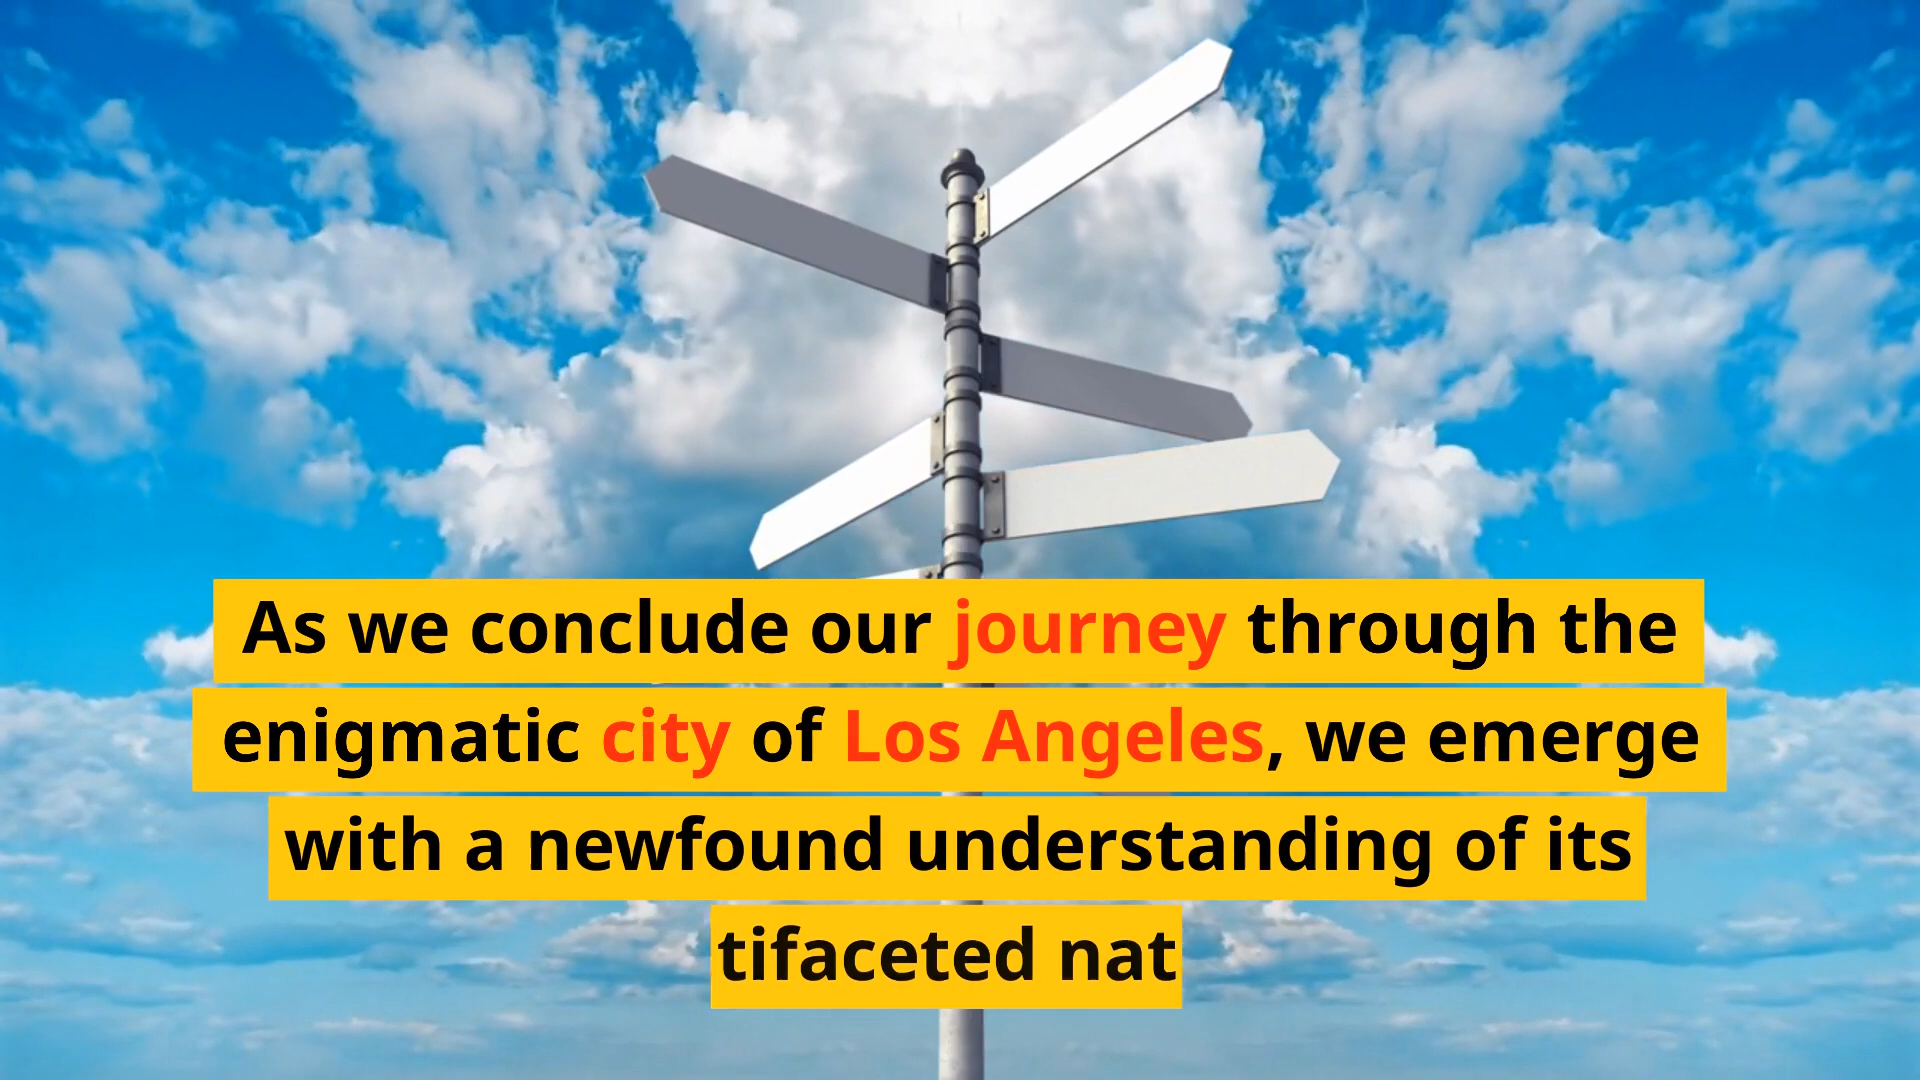 As we conclude our journey through the
enigmatic city of Los Angeles, we emerge
with a newfound understanding of its
tifaceted nat